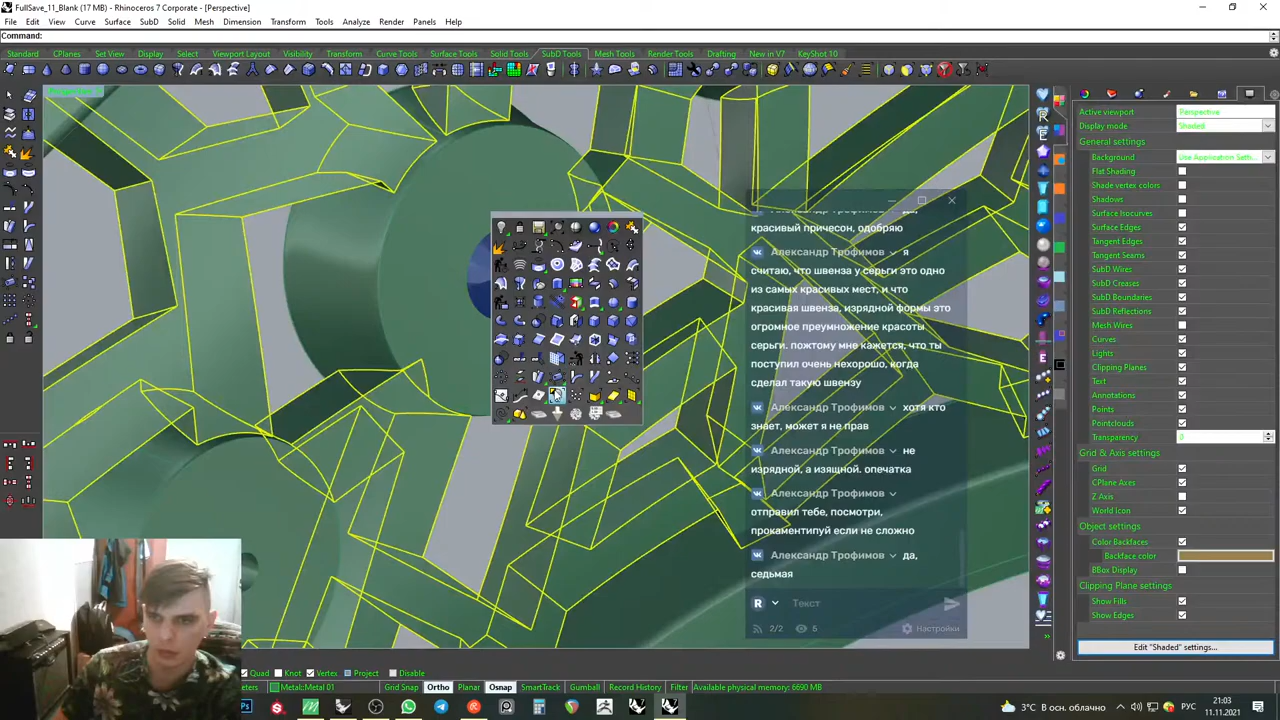 FullSave_11_Blank (17 MB) - Rhinoceros 7 Corporate - [Perspective]
File Edit View Curve Surface SubD Solid Mesh Dimension Transform Tools Analyze Render Panels Help
Command:
Standard CPlanes Set View Display Select Viewport Layout Visibility Transform Curve Tools Surface Tools Solid Tools SubD Tools Mesh Tools Render Tools Drafting New in V7 KeyShot 10
Active viewport Perspective
Display mode Shaded
General settings
Background Use Application Setti...
Flat Shading
Shade vertex colors
Shadows
Surface Isocurves
Surface Edges
Tangent Edges
Tangent Seams
SubD Wires
SubD Creases
SubD Boundaries
SubD Reflections
Mesh Wires
Curves
Lights
Clipping Planes
Text
Annotations
Points
Pointclouds
Transparency 0
Grid & Axis settings
Grid
CPlane Axes
Z Axis
World Icon
Object settings
Color Backfaces
Backface color
BBox Display
Clipping Plane settings
Show Fills
Show Edges
Edit "Shaded" settings...
Александр Трофимов да,
красивый причесон, одобряю
Александр Трофимов я
считаю, что швенза у серьги это одно
из самых красивых мест, и что
красивая швенза, изрядной формы это
огромное преумножение красоты
серьги. пожтому мне кажется, что ты
поступил очень нехорошо, когда
сделал такую швензу
Александр Трофимов хотя кто
знает, может я не прав
Александр Трофимов не
изрядной, а изящной. опечатка
Александр Трофимов
отправил тебе, посмотри,
прокаментипуй если не сложно
Александр Трофимов да,
седьмая
R Текст
2/2 5 Настройки
Quad Knot Vertex Project Disable
Metal::Metal 01 Grid Snap Ortho Planar Osnap SmartTrack Gumball Record History Filter Available physical memory: 6690 MB
3°C В осн. облачно РУС 21:03
11.11.2021